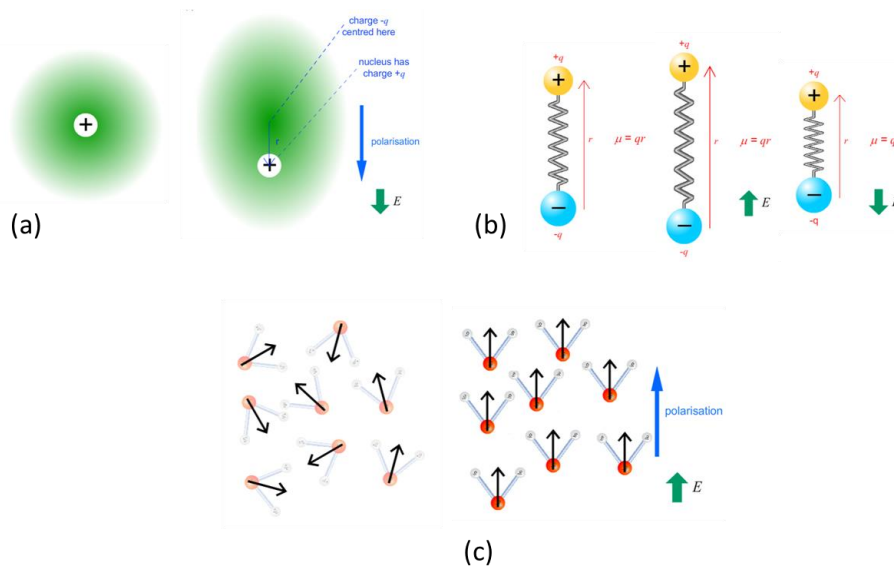 charge -q
centred here
nucleus has
charge +q
r
+
+
polarisation
E
(a)
+q
+
r
μ = qr
−
-q
+q
+
r
μ = qr
E
−
-q
+q
+
r
μ = q
E
−
-q
(b)
polarisation
E
(c)